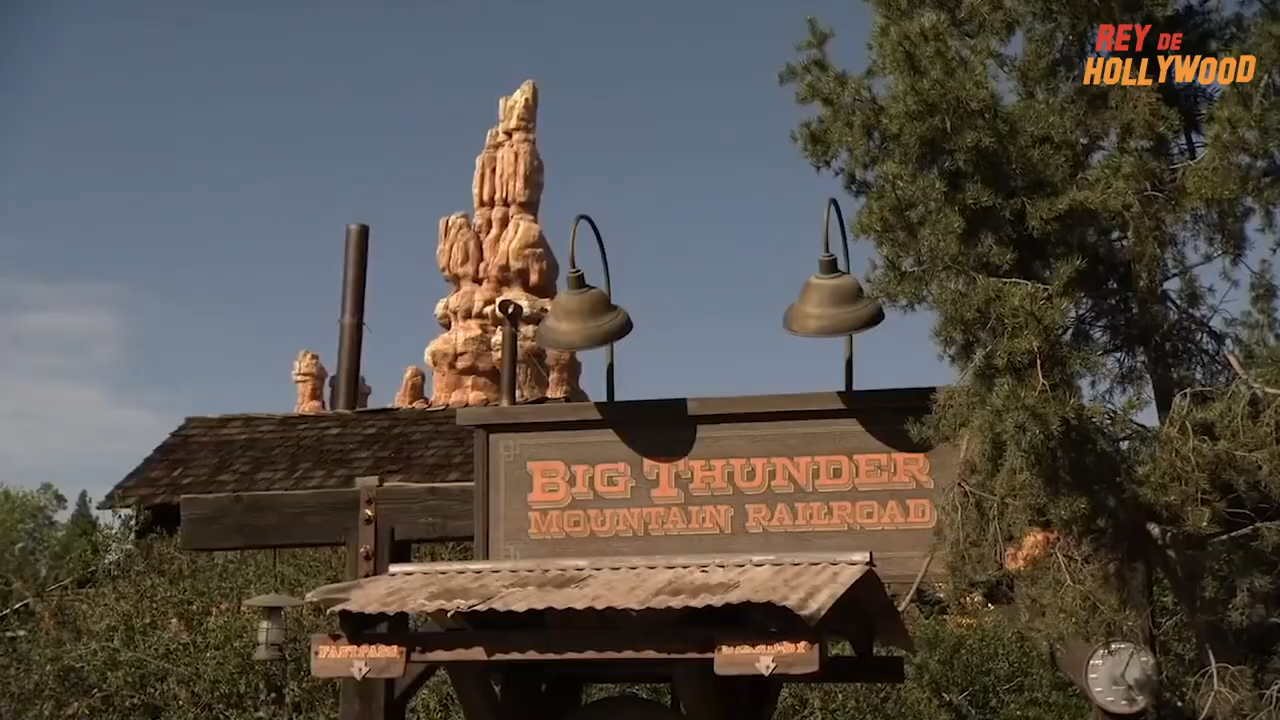 REY DE
HOLLYWOOD
BIG THUNDER
MOUNTAIN RAILROAD
FASTPASS